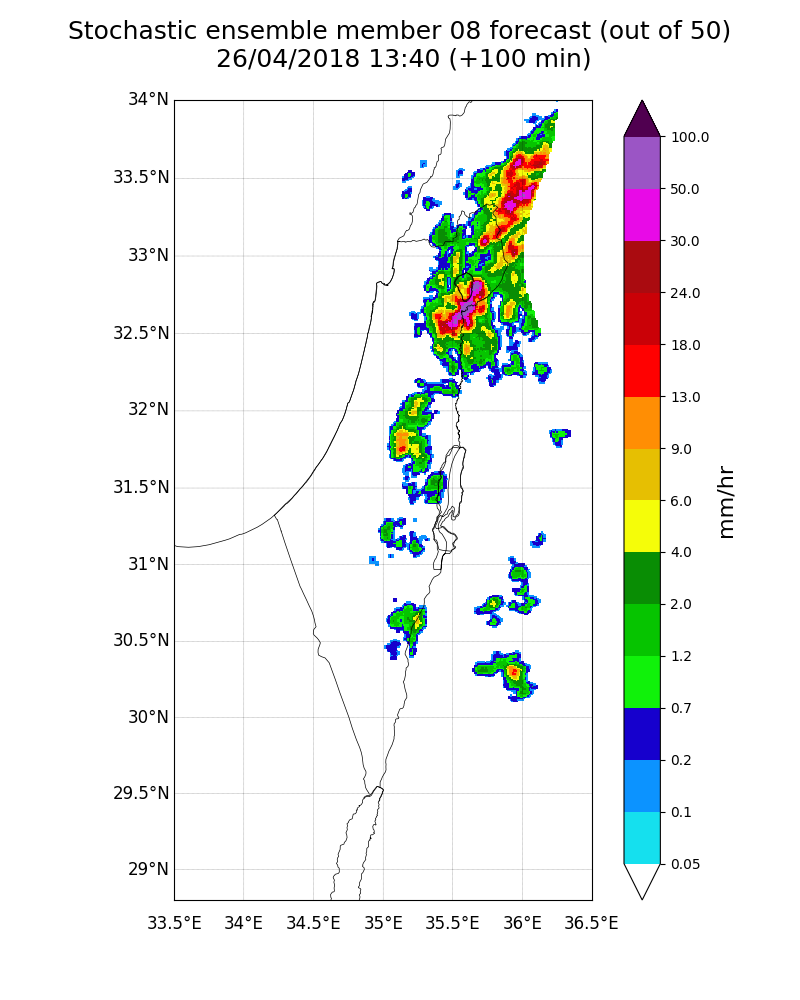 Stochastic ensemble member 08 forecast (out of 50)
26/04/2018 13:40 (+100 min)
34°N
33.5°N
33°N
32.5°N
32°N
31.5°N
31°N
30.5°N
30°N
29.5°N
29°N
33.5°E 34°E 34.5°E 35°E 35.5°E 36°E 36.5°E
100.0
50.0
30.0
24.0
18.0
13.0
9.0
6.0
4.0
2.0
1.2
0.7
0.2
0.1
0.05
mm/hr